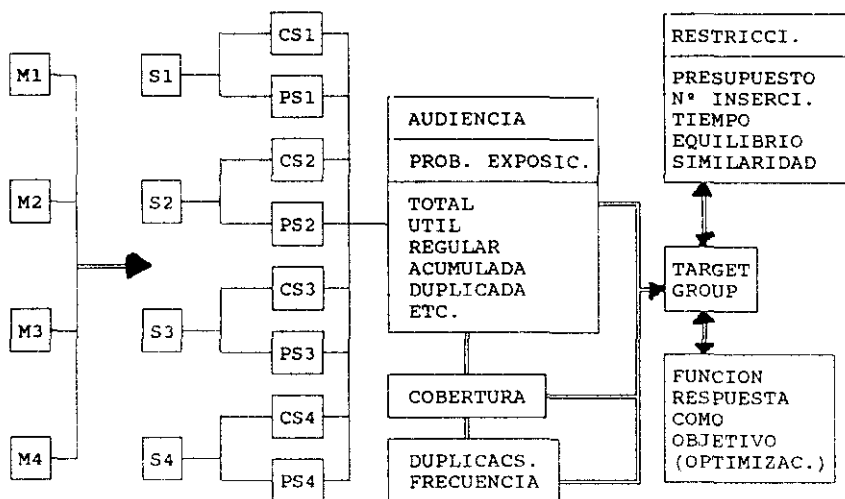 M1
M2
M3
M4
S1
S2
S3
S4
CS1
PS1
CS2
PS2
CS3
PS3
CS4
PS4
AUDIENCIA
PROB. EXPOSIC.
TOTAL
UTIL
REGULAR
ACUMULADA
DUPLICADA
ETC.
COBERTURA
DUPLICACS.
FRECUENCIA
RESTRICCI.
PRESUPUESTO
Nº INSERCI.
TIEMPO
EQUILIBRIO
SIMILARIDAD
TARGET
GROUP
FUNCION
RESPUESTA
COMO
OBJETIVO
(OPTIMIZAC.)